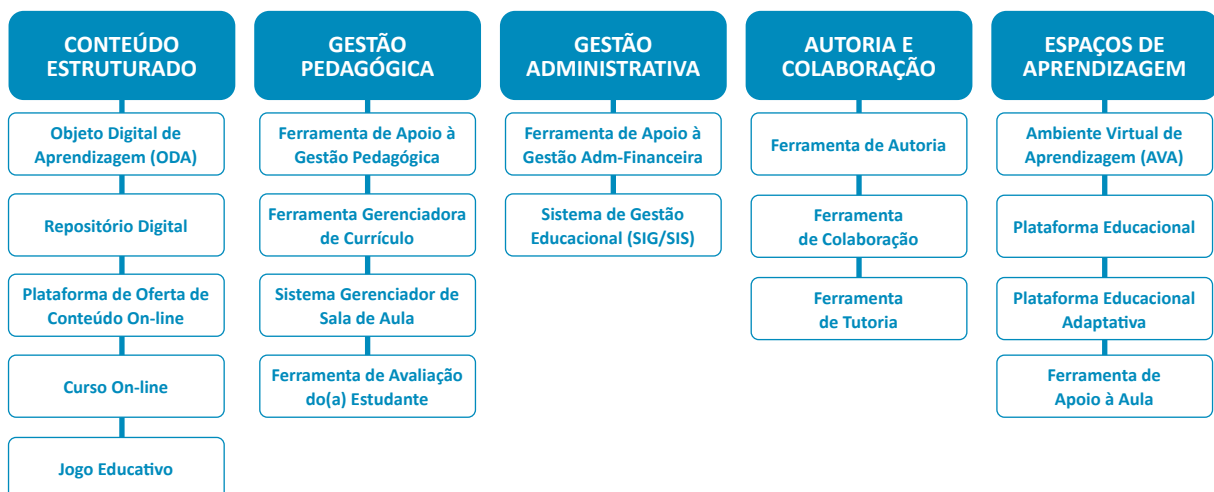 CONTEÚDO
ESTRUTURADO
Objeto Digital de
Aprendizagem (ODA)
Repositório Digital
Plataforma de Oferta de
Conteúdo On-line
Curso On-line
Jogo Educativo
GESTÃO
PEDAGÓGICA
Ferramenta de Apoio à
Gestão Pedagógica
Ferramenta Gerenciadora
de Currículo
Sistema Gerenciador de
Sala de Aula
Ferramenta de Avaliação
do(a) Estudante
GESTÃO
ADMINISTRATIVA
Ferramenta de Apoio à
Gestão Adm-Financeira
Sistema de Gestão
Educacional (SIG/SIS)
AUTORIA E
COLABORAÇÃO
Ferramenta de Autoria
Ferramenta
de Colaboração
Ferramenta
de Tutoria
ESPAÇOS DE
APRENDIZAGEM
Ambiente Virtual de
Aprendizagem (AVA)
Plataforma Educacional
Plataforma Educacional
Adaptativa
Ferramenta de
Apoio à Aula